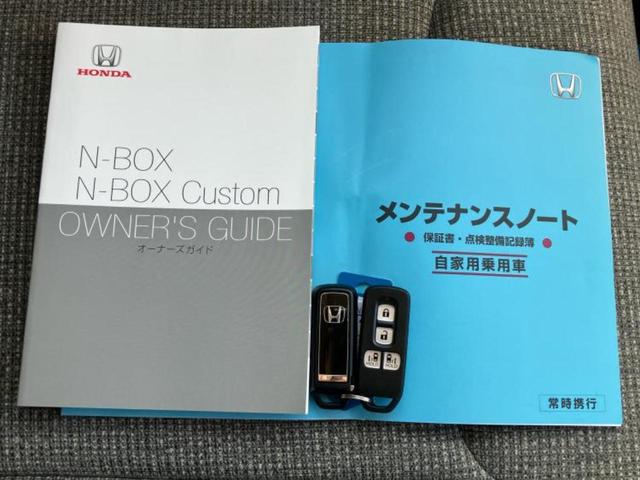 HONDA
N-BOX
N-BOX Custom
OWNER'S GUIDE
オーナーズガイド
メンテナンスノート
保証書・点検整備記録簿
自家用乗用車
常時携行
HOLD
HOLD